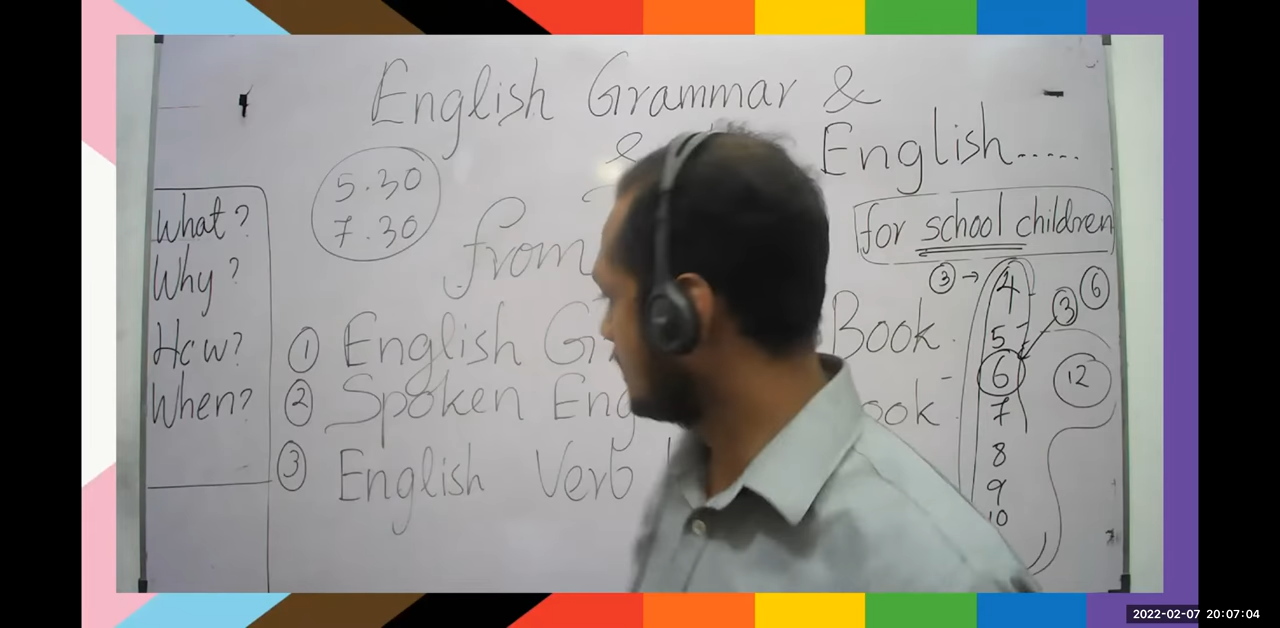 English Grammar &
& English.....
5.30
7.30
from
for school children
What?
Why?
How?
When?
① English Book.
② Spoken
③ English Verb
③ → 4
5
6
7
8
9
10
③
⑥
12
2022-02-07 20:07:04